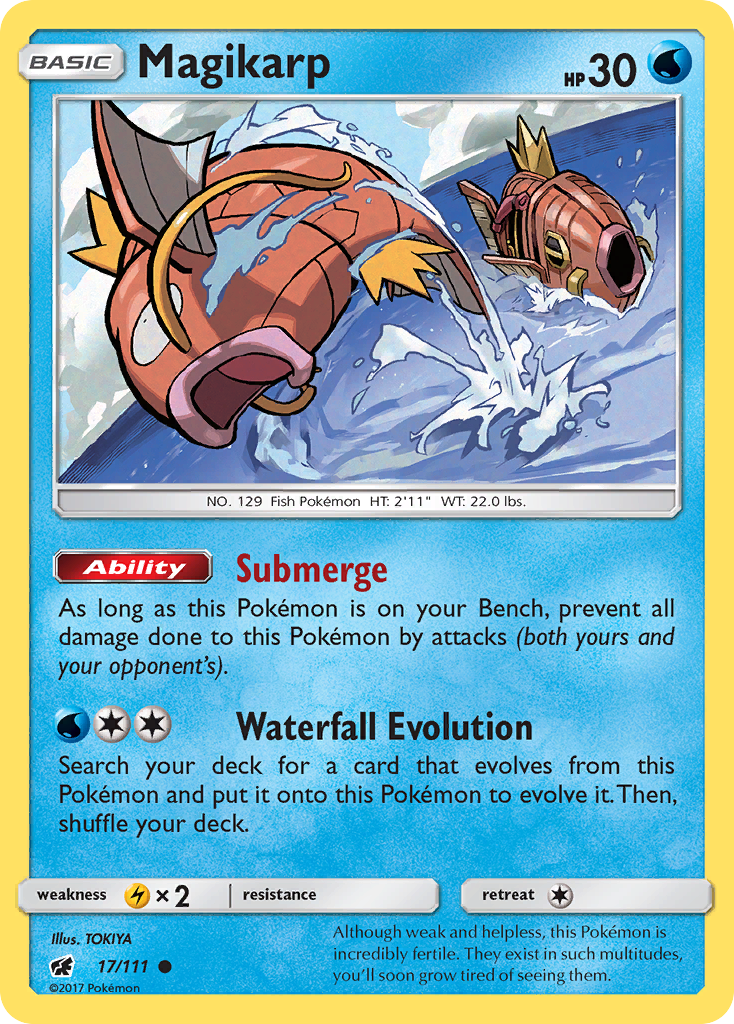 BASIC Magikarp HP 30
NO. 129 Fish Pokémon HT: 2'11" WT: 22.0 lbs.
Ability Submerge
As long as this Pokémon is on your Bench, prevent all
damage done to this Pokémon by attacks (both yours and
your opponent's).
Waterfall Evolution
Search your deck for a card that evolves from this
Pokémon and put it onto this Pokémon to evolve it. Then,
shuffle your deck.
weakness ×2 resistance retreat
Illus. TOKIYA
17/111
©2017 Pokémon
Although weak and helpless, this Pokémon is
incredibly fertile. They exist in such multitudes,
you'll soon grow tired of seeing them.